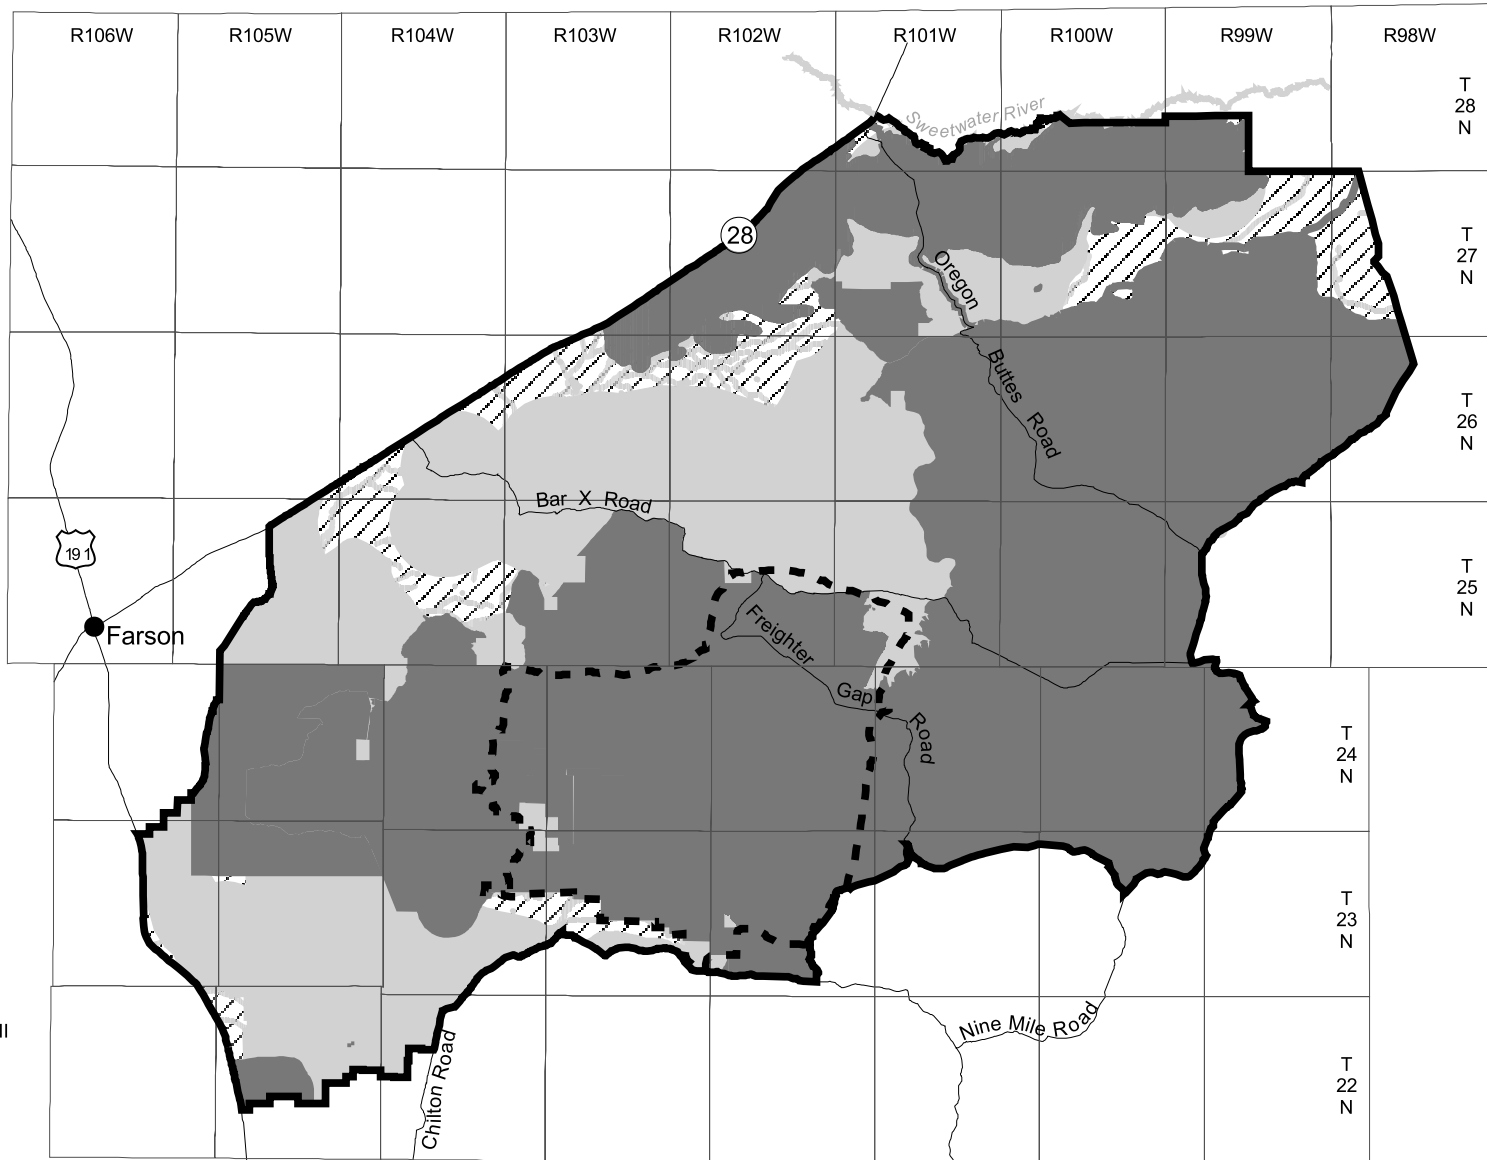 R106W R105W R104W R103W R102W R101W R100W R99W R98W
T
28
N
Sweetwater River
28
T
27
N
Oregon
Buttes
Road
T
26
N
Bar X Road
191
T
25
N
Farson
Freighter
Gap
Road
T
24
N
T
23
N
Nine Mile Road
Chilton Road
T
22
N